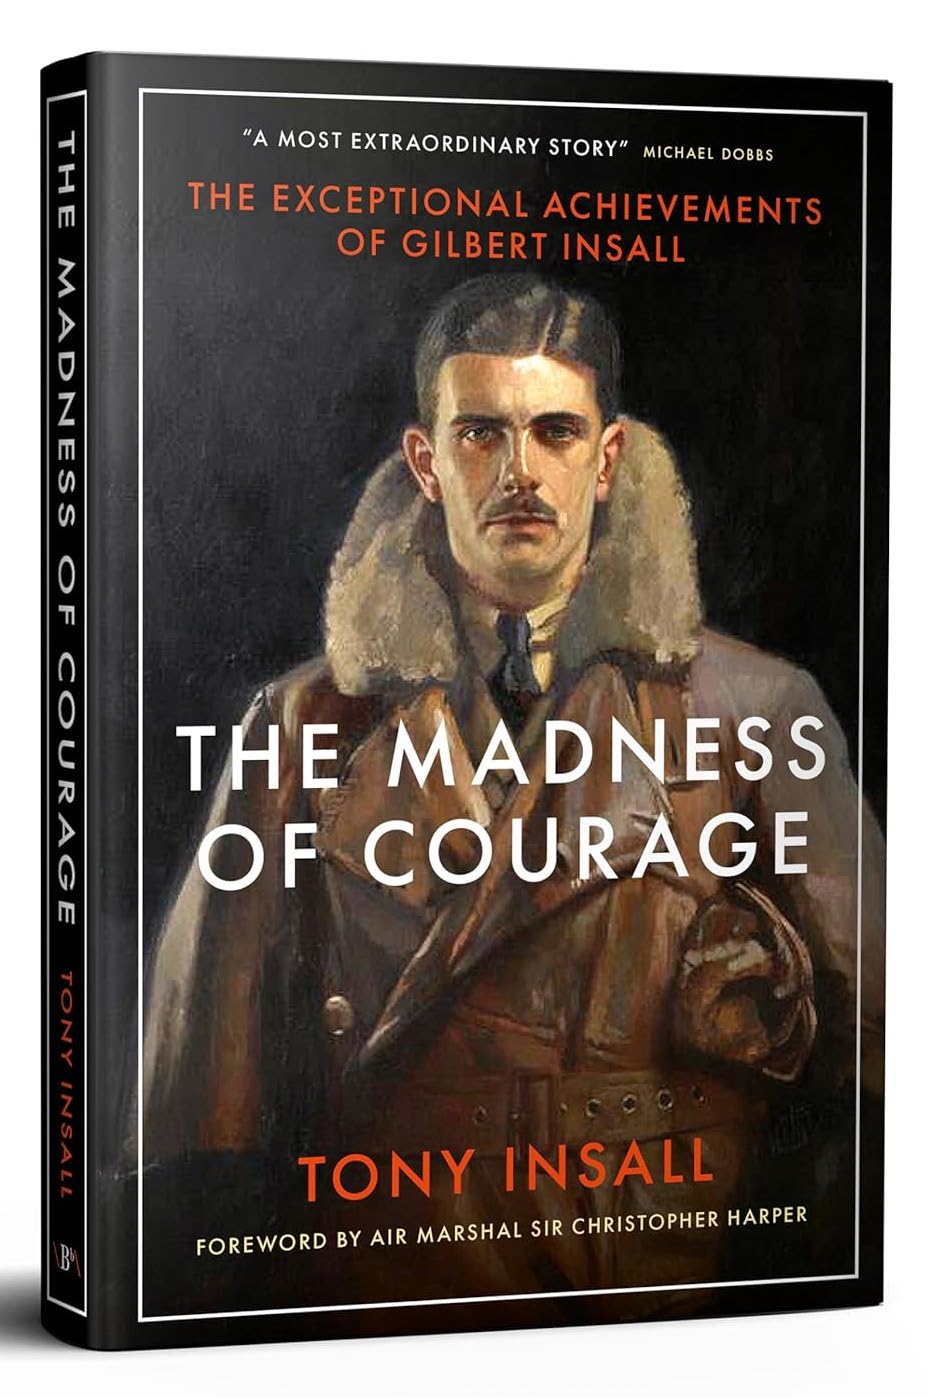 THE MADNESS OF COURAGE TONY INSALL
Bb
"A MOST EXTRAORDINARY STORY" MICHAEL DOBBS
THE EXCEPTIONAL ACHIEVEMENTS
OF GILBERT INSALL
THE MADNESS
OF COURAGE
TONY INSALL
FOREWORD BY AIR MARSHAL SIR CHRISTOPHER HARPER